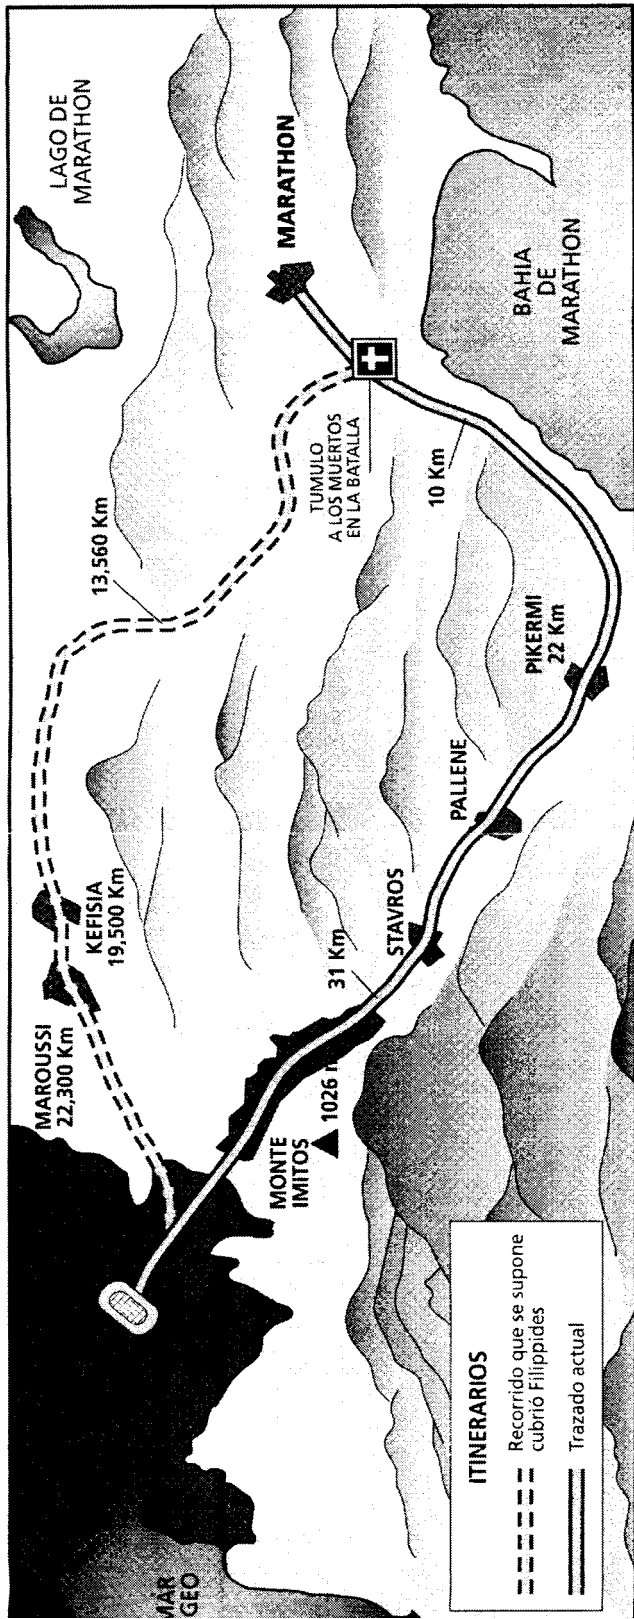 LAGO DE
MARATHON
MARATHON
BAHIA
DE
MARATHON
TUMULO
A LOS MUERTOS
EN LA BATALLA
10 Km
13,560 Km
PIKERMI
22 Km
PALLENE
STAVROS
31 Km
KEFISIA
19,500 Km
MAROUSSI
22,300 Km
MONTE
IMITOS
1026
MAR
GEO
ITINERARIOS
Recorrido que se supone
cubrió Filippides
Trazado actual